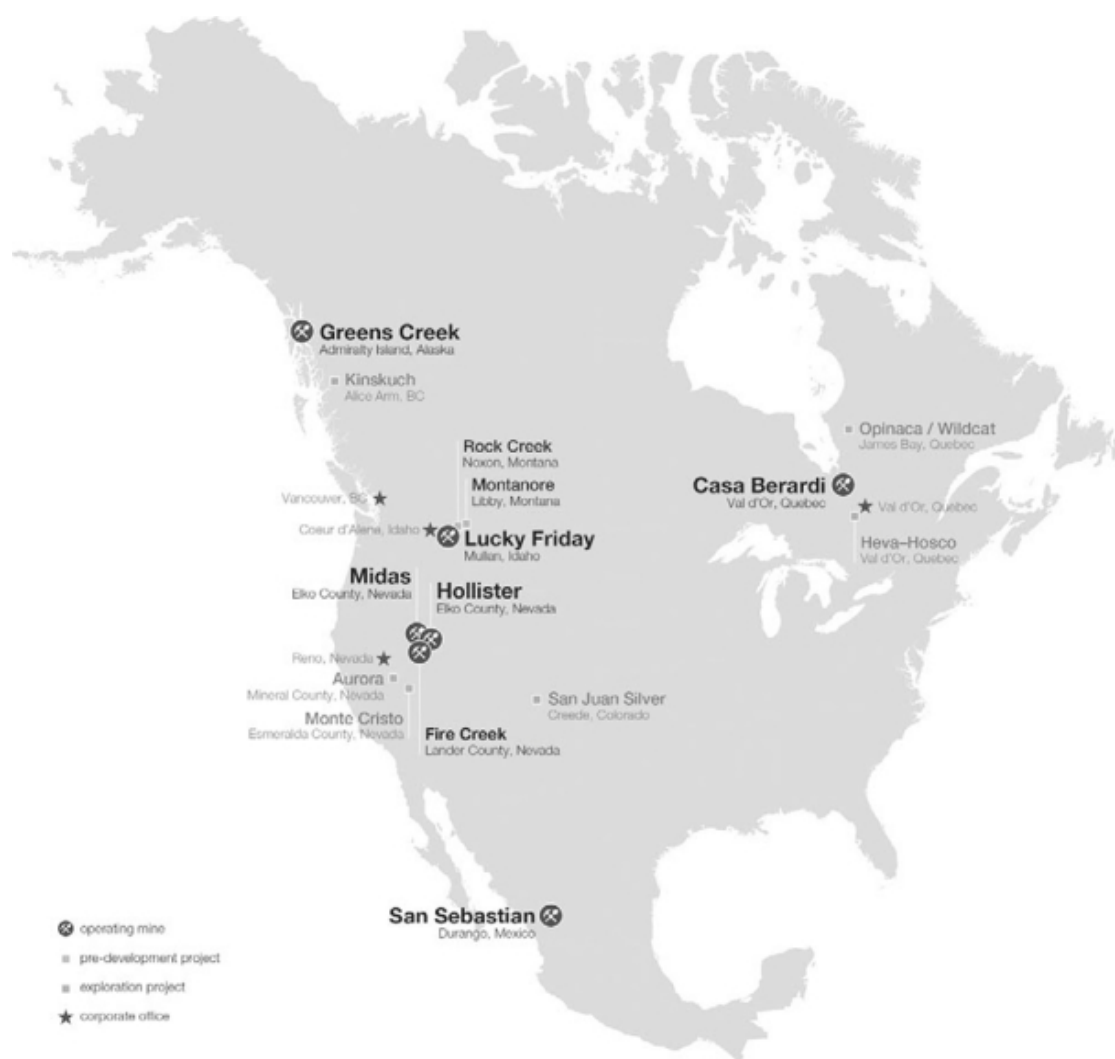 Greens Creek
Admiralty Island, Alaska
Kinskuch
Alice Arm, BC
Rock Creek
Noxon, Montana
Montanore
Libby, Montana
Vancouver, BC
Coeur d'Alene, Idaho
Lucky Friday
Mullan, Idaho
Opinaca / Wildcat
James Bay, Quebec
Casa Berardi
Val d'Or, Quebec
Val d'Or, Quebec
Heva–Hosco
Val d'Or, Quebec
Midas
Elko County, Nevada
Hollister
Elko County, Nevada
Reno, Nevada
Aurora
Mineral County, Nevada
Monte Cristo
Esmeralda County, Nevada
Fire Creek
Lander County, Nevada
San Juan Silver
Creede, Colorado
San Sebastian
Durango, Mexico
operating mine
pre-development project
exploration project
corporate office